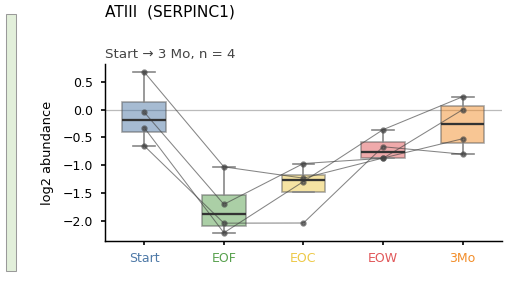 ATIII  (SERPINC1)
Start → 3 Mo, n = 4
log2 abundance
0.5
0.0
−0.5
−1.0
−1.5
−2.0
Start EOF EOC EOW 3Mo